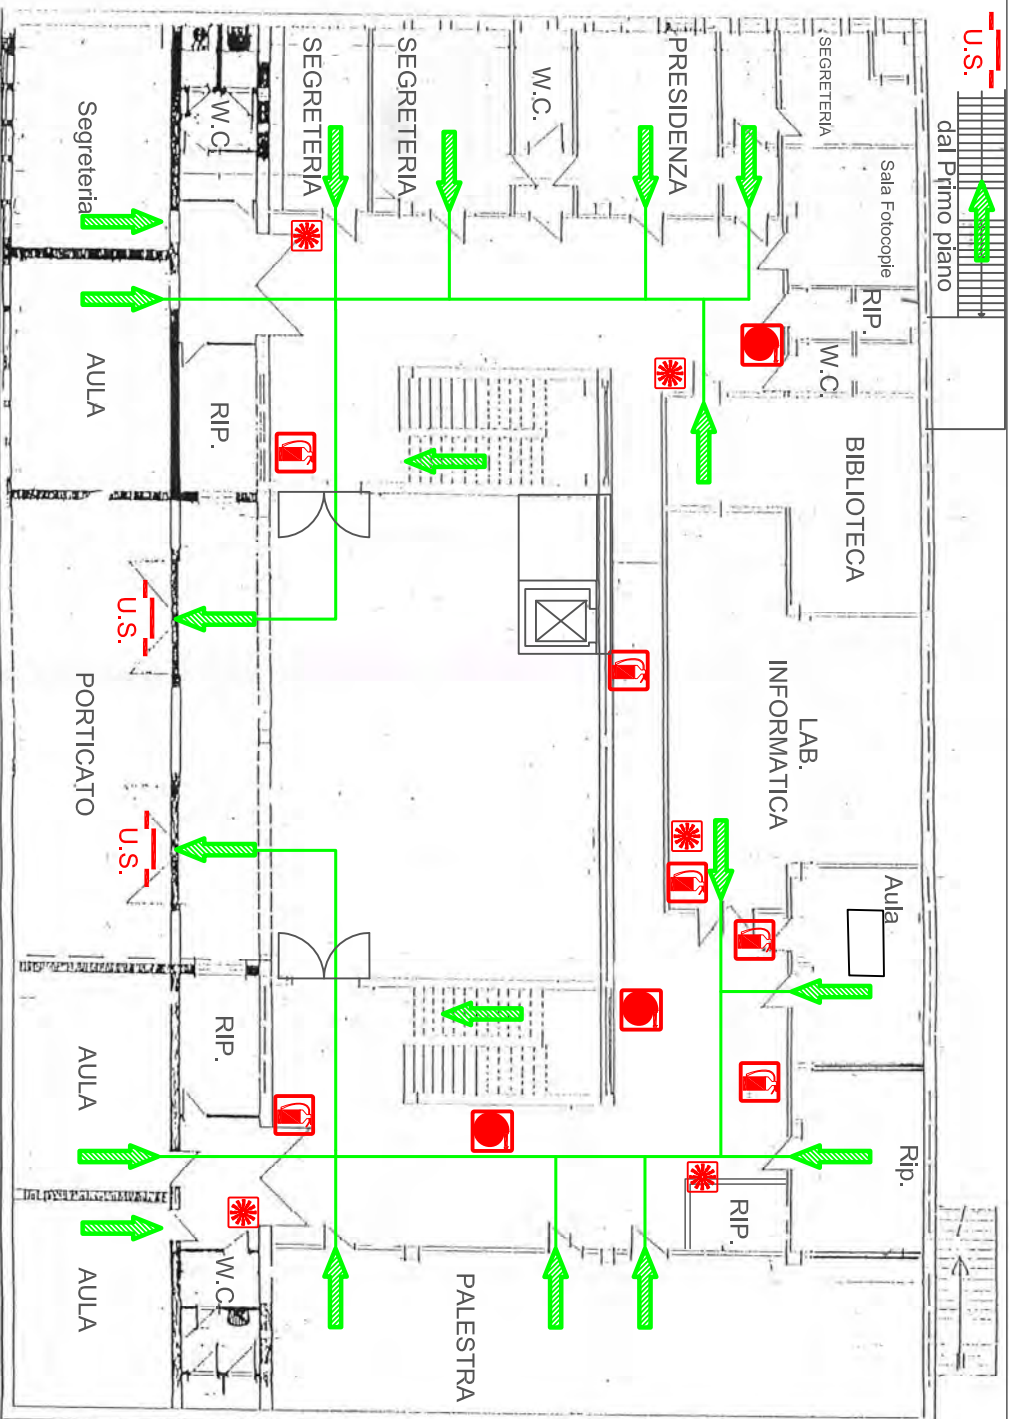 U.S.
dal Primo piano
SEGRETERIA
Sala Fotocopie
RIP.
W.C.
BIBLIOTECA
LAB.
INFORMATICA
Aula
Rip.
RIP.
PRESIDENZA
W.C.
SEGRETERIA
SEGRETERIA
W.C.
Segreteria
AULA
RIP.
U.S.
PORTICATO
U.S.
RIP.
AULA
AULA
W.C.
PALESTRA